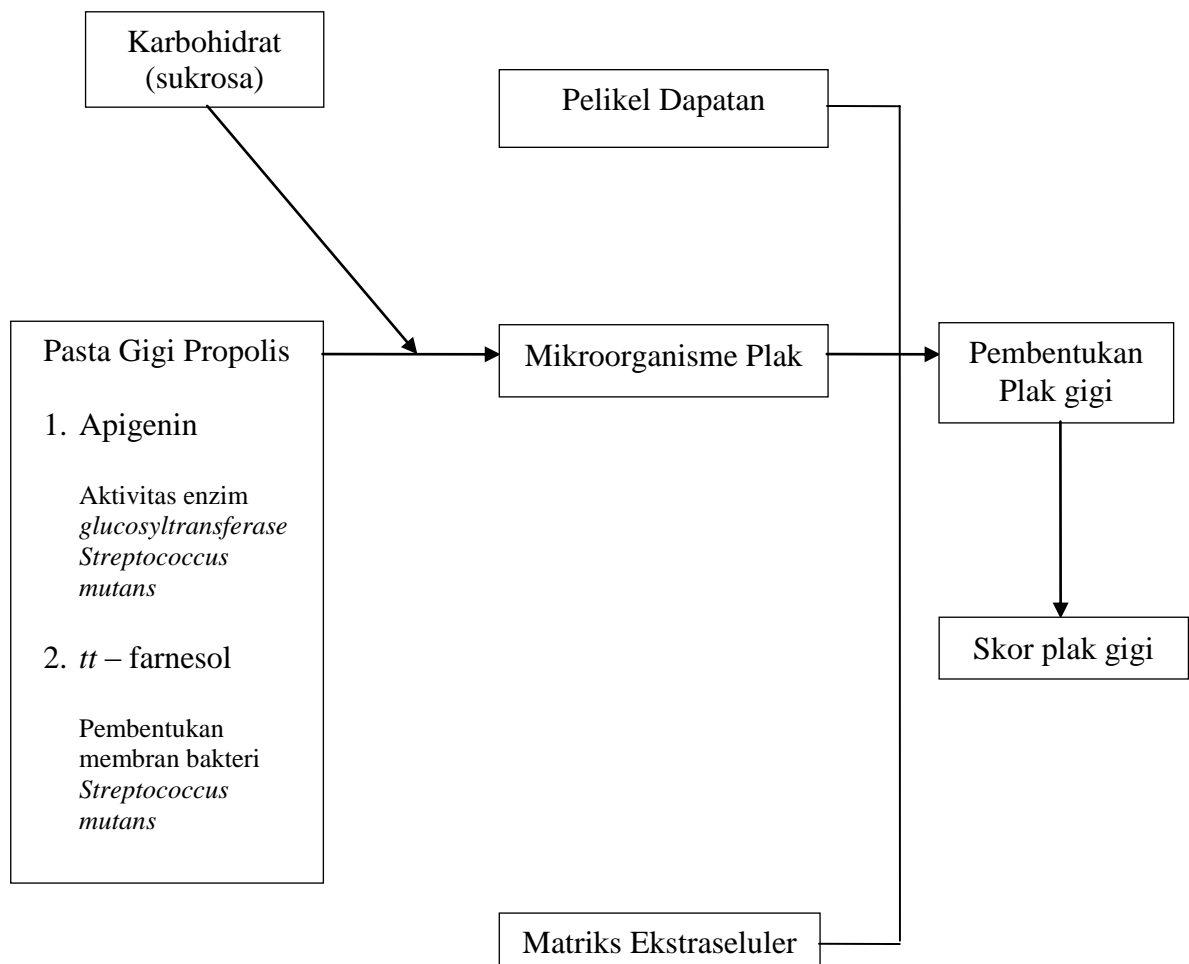 Karbohidrat
(sukrosa)
Pelikel Dapatan
Pasta Gigi Propolis
1. Apigenin
Aktivitas enzim
glucosyltransferase
Streptococcus
mutans
2. tt – farnesol
Pembentukan
membran bakteri
Streptococcus
mutans
Mikroorganisme Plak
Pembentukan
Plak gigi
Skor plak gigi
Matriks Ekstraseluler